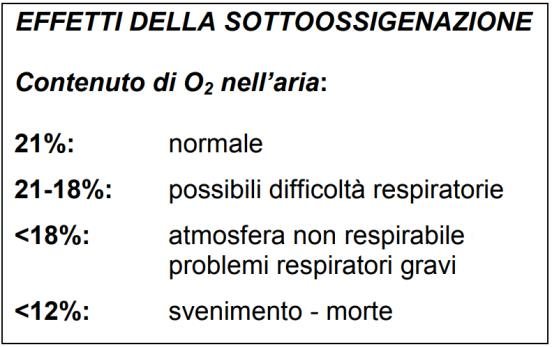 EFFETTI DELLA SOTTOOSSIGENAZIONE
Contenuto di O₂ nell'aria:
21%: normale
21-18%: possibili difficoltà respiratorie
<18%: atmosfera non respirabile
problemi respiratori gravi
<12%: svenimento - morte